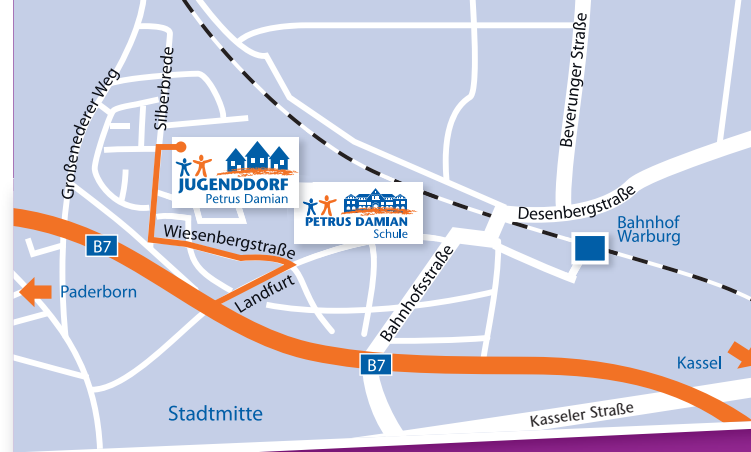 Großenederer Weg
Silberbrede
Beverunger Straße
JUGENDDORF
Petrus Damian
PETRUS DAMIAN
Schule
Desenbergstraße
Bahnhof
Warburg
Wiesenbergstraße
B7
Paderborn
Landfurt
Bahnhofsstraße
B7
Kassel
Stadtmitte
Kasseler Straße